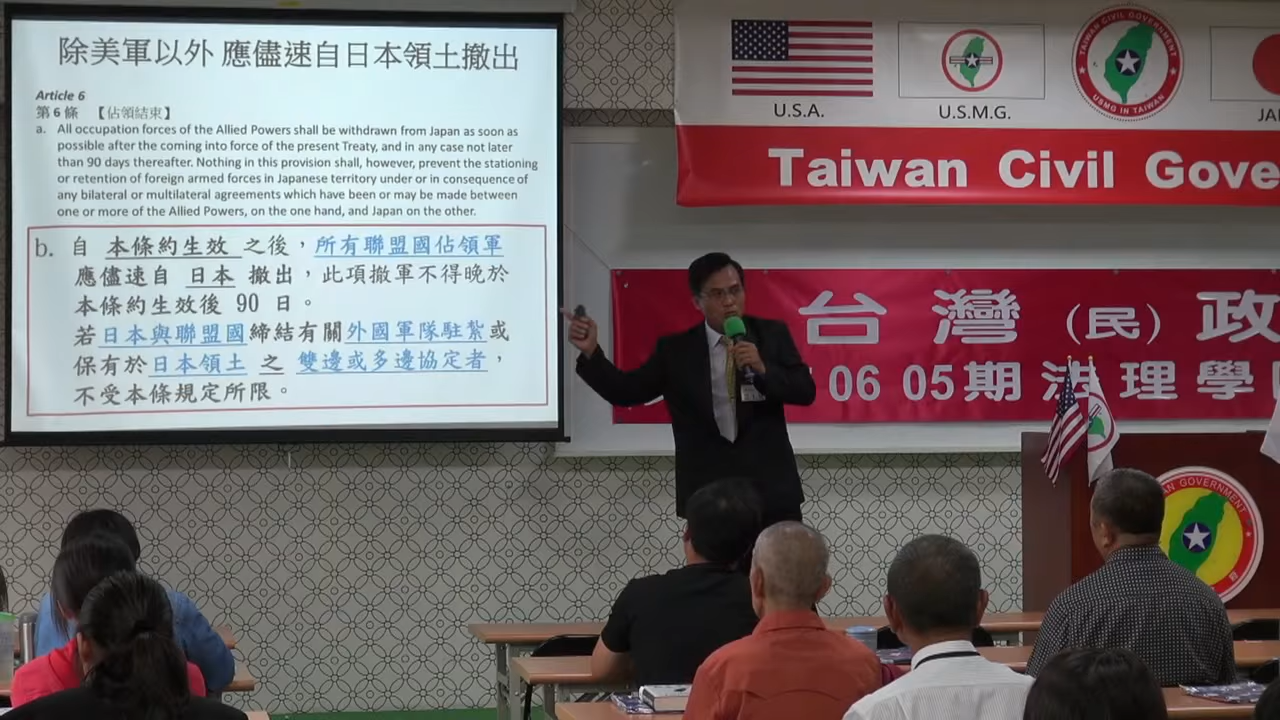 除美軍以外 應儘速自日本領土撤出
Article 6
第 6 條 【佔領結束】
a. All occupation forces of the Allied Powers shall be withdrawn from Japan as soon as
possible after the coming into force of the present Treaty, and in any case not later
than 90 days thereafter. Nothing in this provision shall, however, prevent the stationing
or retention of foreign armed forces in Japanese territory under or in consequence of
any bilateral or multilateral agreements which have been or may be made between
one or more of the Allied Powers, on the one hand, and Japan on the other.
b. 自 本條約生效 之後，所有聯盟國佔領軍
應儘速自 日本 撤出，此項撤軍不得晚於
本條約生效後 90 日。
若日本與聯盟國締結有關外國軍隊駐紮或
保有於日本領土 之 雙邊或多邊協定者，
不受本條規定所限。
U.S.A.
U.S.M.G.
TAIWAN CIVIL GOVERNMENT
USMG IN TAIWAN
JA
Taiwan Civil Gove
台灣（民）政
06 05期法理學
AN GOVERNMENT